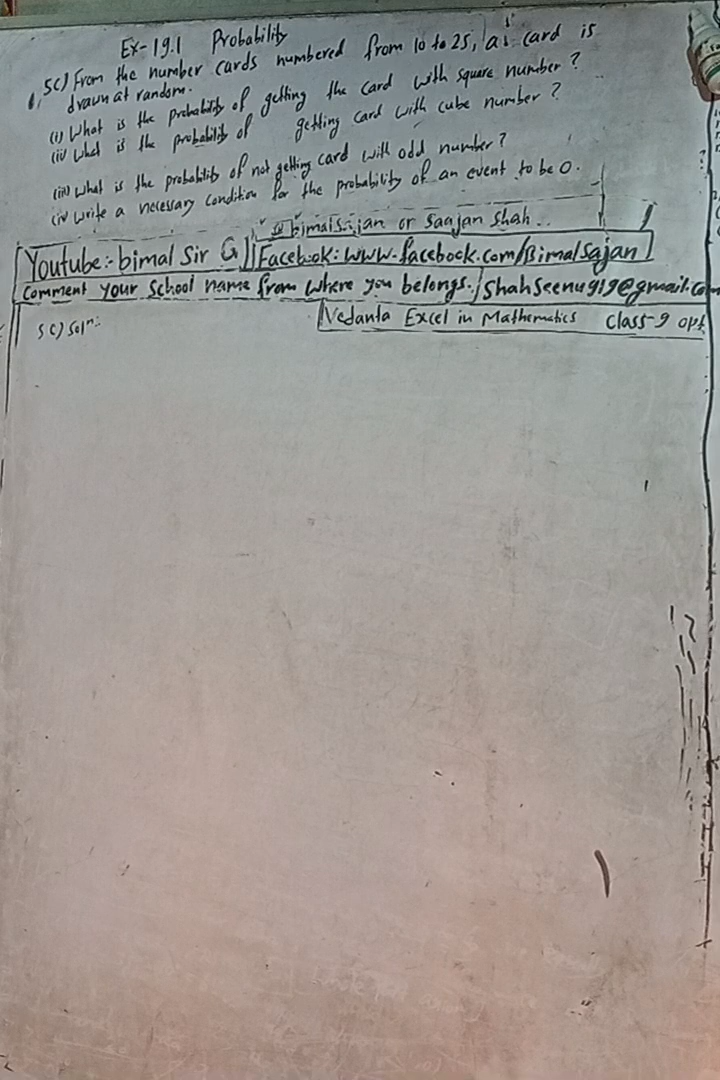 Ex-19.1 Probability
5c) From the number cards numbered from 10 to 25, a card is
drawn at random.
(i) What is the probability of getting the card with square number?
(ii) What is the probability of getting card with cube number?
(iii) What is the probability of not getting card with odd number?
(iv) Write a necessary condition for the probability of an event to be 0.
or Saajan Shah..
Youtube:- bimal Sir G Facebook: www.facebook.com/Bimalsajan
Comment your School name from where you belongs. shahseenu919@gmail.com
Vedanta Excel in Mathematics Class-9 opt
5c) Solⁿ: